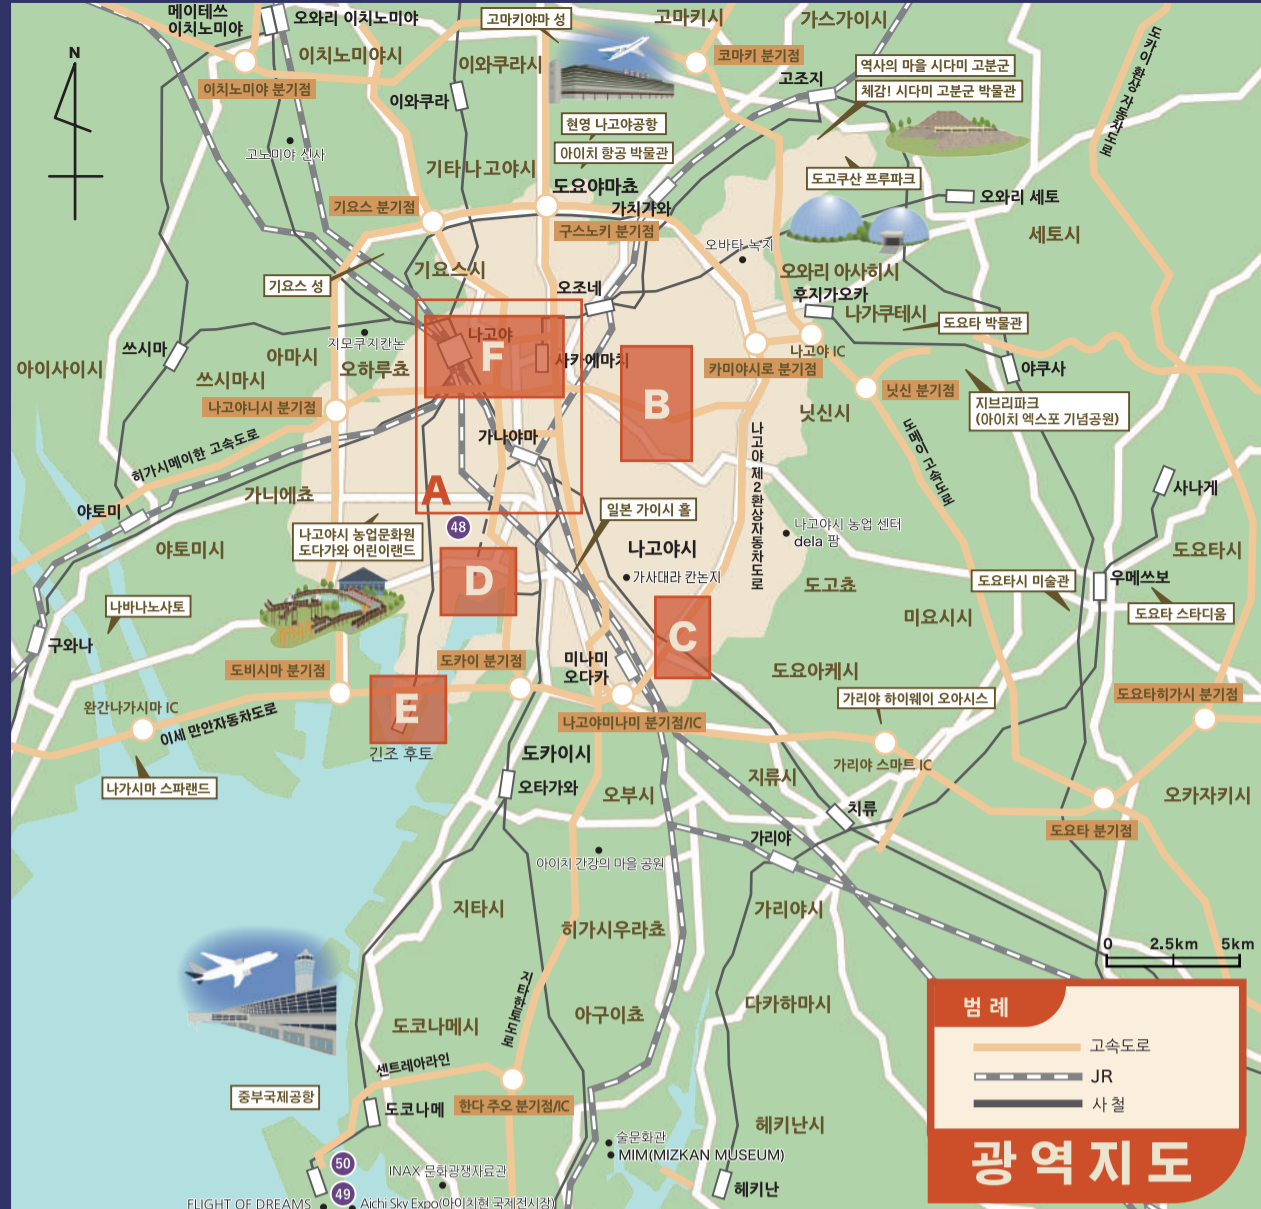 메이테쓰
이치노미야
오와리 이치노미야
고마키야마 성
고마키시
가스가이시
이치노미야시
이와쿠라시
코마키 분기점
이치노미야 분기점
이와쿠라
고조지
역사의 마을 시다미 고분군
체감! 시다미 고분군 박물관
도카이 환상 자동차도로
N
현영 나고야공항
아이치 항공 박물관
고노미야 신사
기타나고야시
도요야마쵸
도고쿠산 프루파크
가치가와
오와리 세토
기요스 분기점
구스노키 분기점
오바타 녹지
세토시
기요스시
오와리 아사히시
기요스 성
오조네
후지가오카
나가쿠테시
도요타 박물관
나고야
F
지모쿠지칸논
쓰시마
아마시
오하루쵸
사카에마치
나고야 IC
카미야시로 분기점
야쿠사
아이사이시
쓰시마시
나고야니시 분기점
B
닛신 분기점
지브리파크
(아이치 엑스포 기념공원)
닛신시
히가시메이한 고속도로
가나야마
나고야 제2환상자동차도로
도메이 고속도로
A
가니에쵸
야토미
48
일본 가이시 홀
사나게
나고야시 농업문화원
도다가와 어린이랜드
야토미시
나고야시
나고야시 농업 센터
dela 팜
도요타시
D
가사대라 칸논지
도고쵸
도요타시 미술관
우메쓰보
도요타 스타디움
나바나노사토
미요시시
C
구와나
도비시마 분기점
도카이 분기점
미나미
오다카
도요아케시
가리야 하이웨이 오아시스
도요타히가시 분기점
E
완간나가시마 IC
이세 만안자동차도로
나고야미나미 분기점/IC
긴조 후토
도카이시
가리야 스마트 IC
나가시마 스파랜드
오타가와
오부시
지류시
지류
오카자키시
도요타 분기점
가리야
아이치 간강의 마을 공원
지타시
히가시우라쵸
가리야시
0 2.5km 5km
지타한토도로
다카하마시
아구이쵸
도코나메시
센트레아라인
중부국제공항
도코나메
한다 주오 분기점/IC
범례
고속도로
JR
사철
광역지도
헤키난시
술문화관
MIM(MIZKAN MUSEUM)
50
INAX 문화광쟁자료관
헤키난
49
FLIGHT OF DREAMS
Aichi Sky Expo(아이치현 국제전시장)